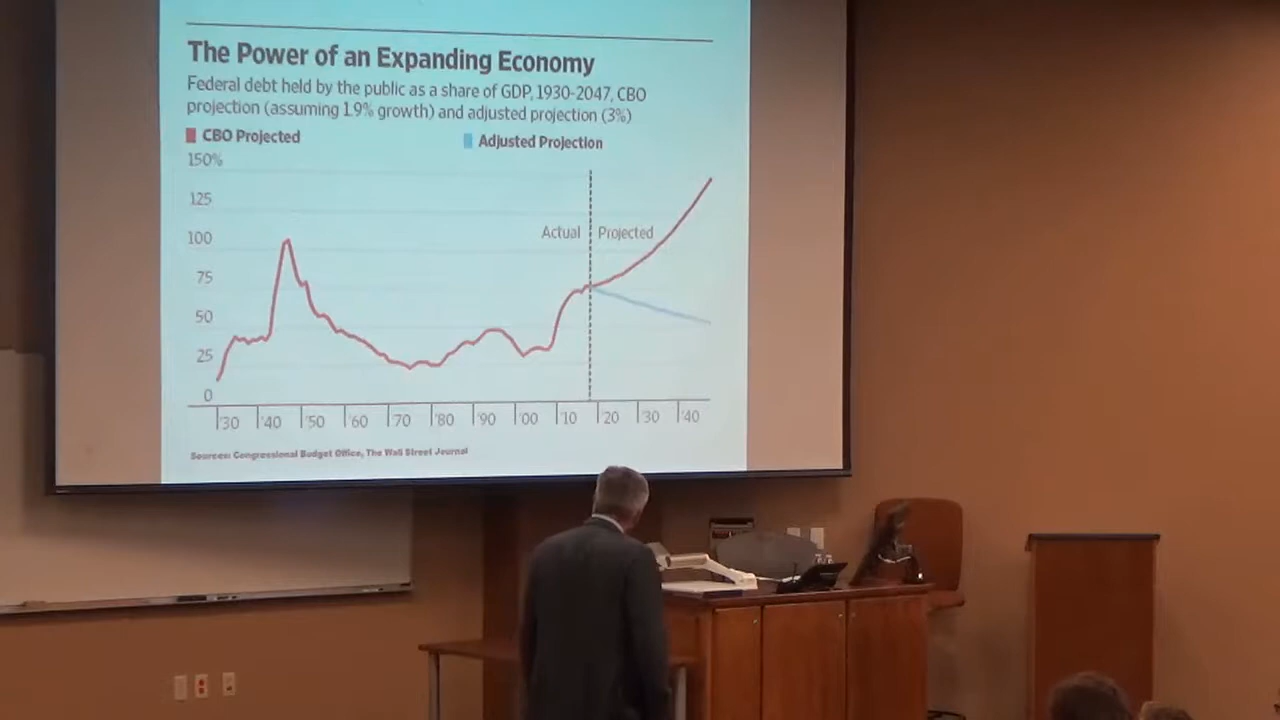 The Power of an Expanding Economy
Federal debt held by the public as a share of GDP, 1930-2047, CBO
projection (assuming 1.9% growth) and adjusted projection (3%)
CBO Projected
Adjusted Projection
150%
125
100
75
50
25
0
Actual
Projected
'30 '40 '50 '60 '70 '80 '90 '00 '10 '20 '30 '40
Sources: Congressional Budget Office, The Wall Street Journal